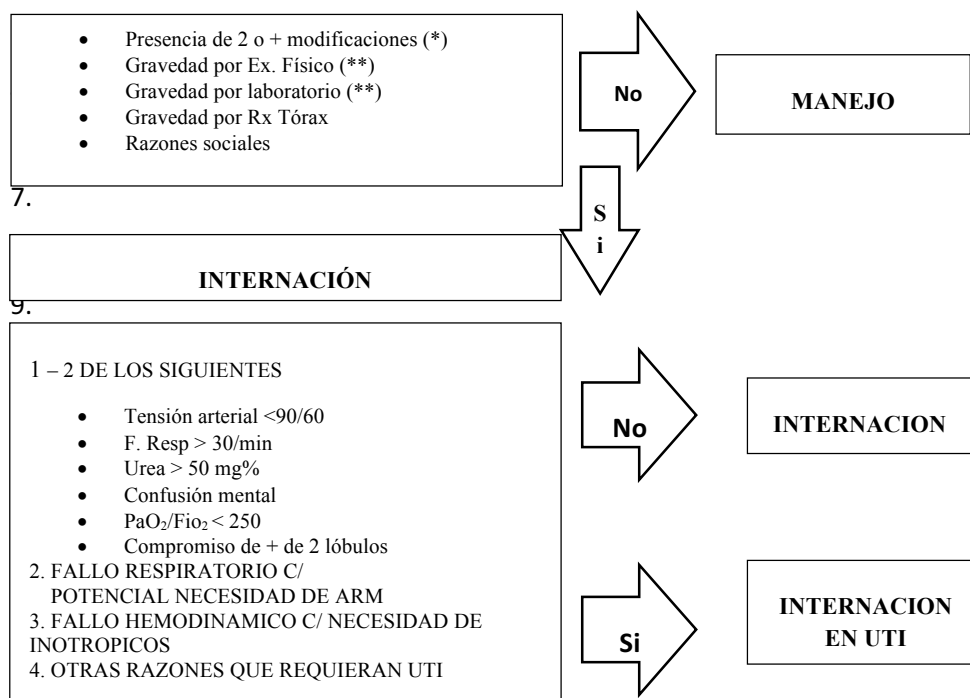 • Presencia de 2 o + modificaciones (*)
• Gravedad por Ex. Físico (**)
• Gravedad por laboratorio (**)
• Gravedad por Rx Tórax
• Razones sociales
No
MANEJO
7.
S
i
INTERNACIÓN
9.
1 – 2 DE LOS SIGUIENTES
• Tensión arterial <90/60
• F. Resp > 30/min
• Urea > 50 mg%
• Confusión mental
• PaO₂/Fio₂ < 250
• Compromiso de + de 2 lóbulos
2. FALLO RESPIRATORIO C/
POTENCIAL NECESIDAD DE ARM
3. FALLO HEMODINAMICO C/ NECESIDAD DE
INOTROPICOS
4. OTRAS RAZONES QUE REQUIERAN UTI
No
INTERNACION
Si
INTERNACION
EN UTI